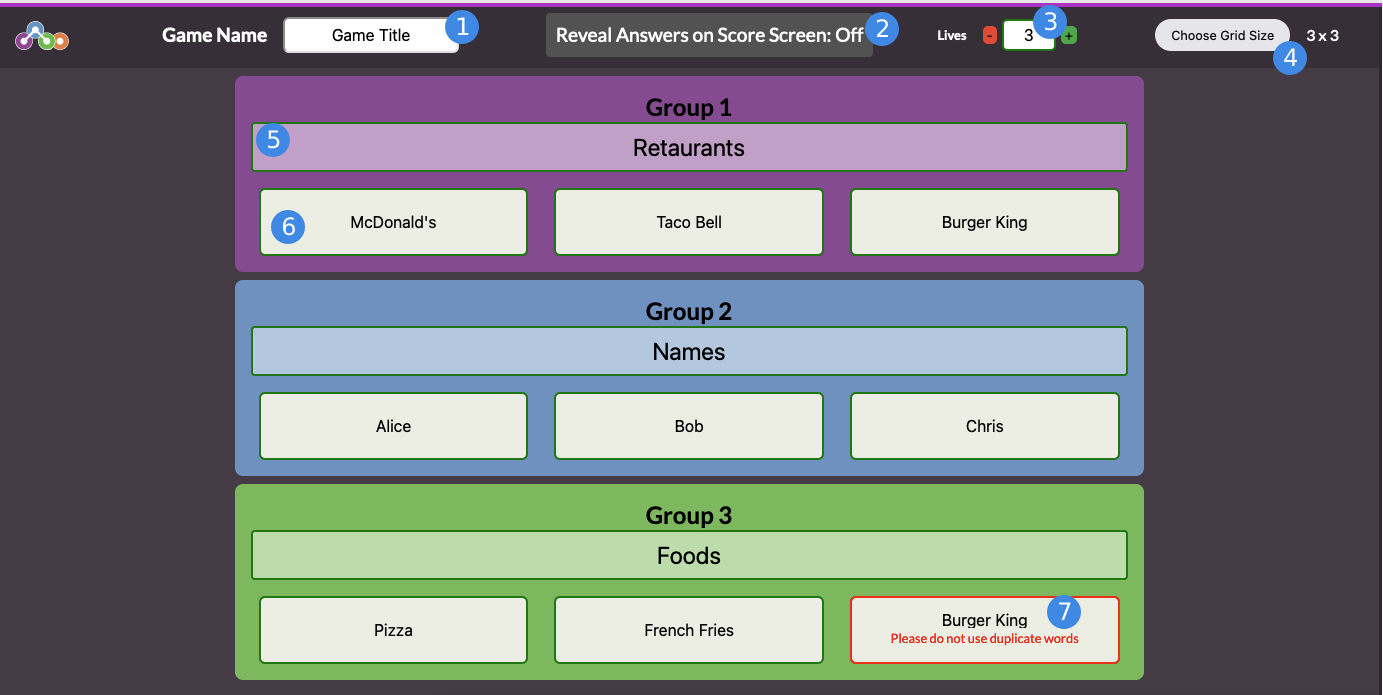 Game Name
Game Title
1
Reveal Answers on Score Screen: Off
2
Lives
-
3
3
+
Choose Grid Size
4
3 x 3
Group 1
5
Retaurants
6
McDonald's
Taco Bell
Burger King
Group 2
Names
Alice
Bob
Chris
Group 3
Foods
Pizza
French Fries
Burger King
7
Please do not use duplicate words